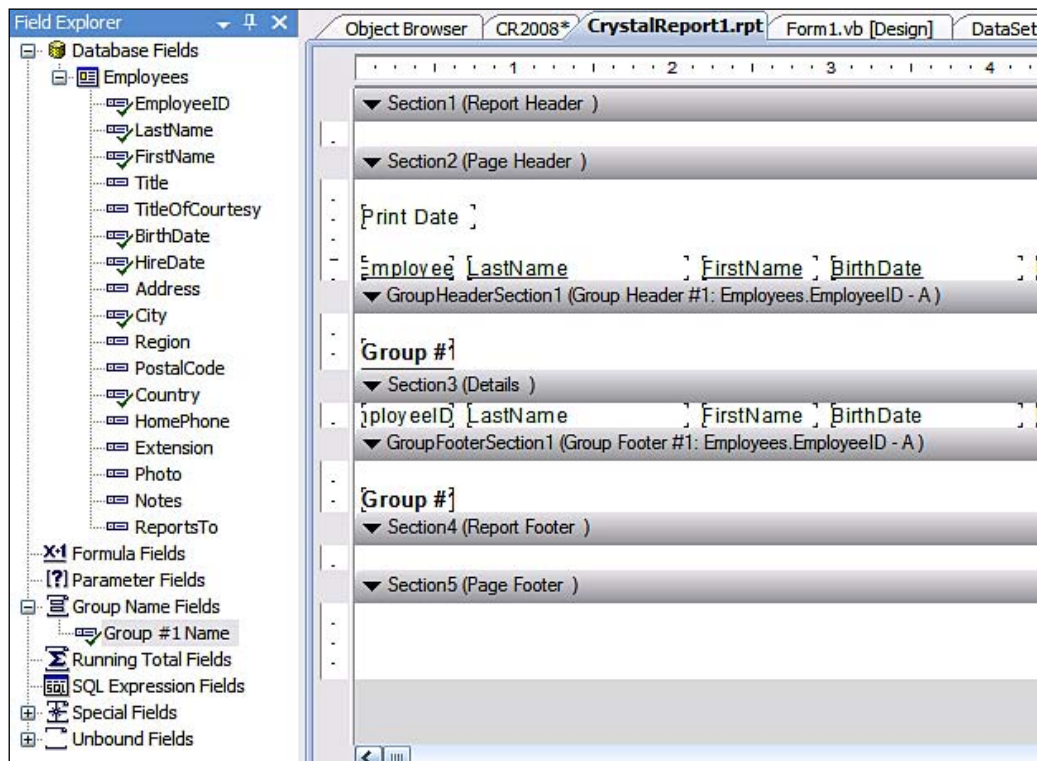 Field Explorer
Database Fields
Employees
EmployeeID
LastName
FirstName
Title
TitleOfCourtesy
BirthDate
HireDate
Address
City
Region
PostalCode
Country
HomePhone
Extension
Photo
Notes
ReportsTo
Formula Fields
Parameter Fields
Group Name Fields
Group #1 Name
Running Total Fields
SQL Expression Fields
Special Fields
Unbound Fields
Object Browser CR2008* CrystalReport1.rpt Form1.vb [Design] DataSet
1 2 3 4
Section1 (Report Header )
Section2 (Page Header )
Print Date
Employee LastName FirstName BirthDate
GroupHeaderSection1 (Group Header #1: Employees.EmployeeID - A )
Group #1
Section3 (Details )
ployeeID LastName FirstName BirthDate
GroupFooterSection1 (Group Footer #1: Employees.EmployeeID - A )
Group #1
Section4 (Report Footer )
Section5 (Page Footer )